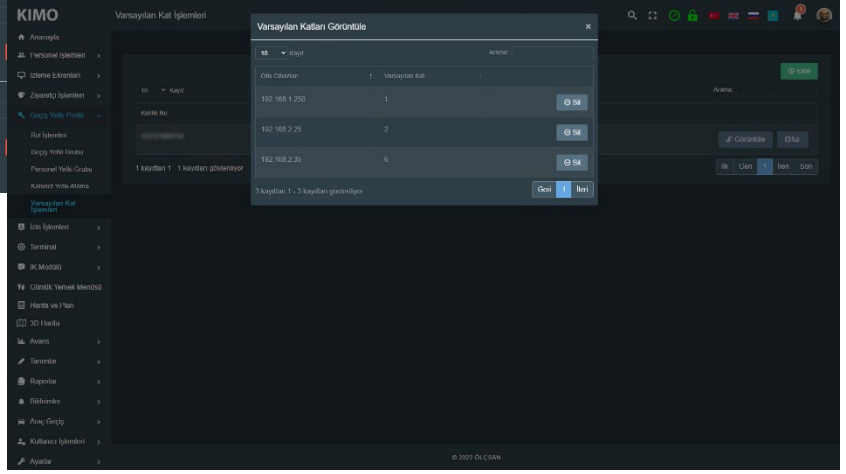 KIMO
Varsayılan Kat İşlemleri
Anasayfa
Personel İşlemleri
İzleme Ekranları
Ziyaretçi İşlemleri
Geçiş Yetki Profili
Rol İşlemleri
Geçiş Yetki Grubu
Personel Yetki Grubu
Kabinet Yetki Atama
Varsayılan Kat
İşlemleri
İzin İşlemleri
Terminal
IK Modülü
Günlük Yemek Menüsü
Harita ve Plan
3D Harita
Avans
Tanımlar
Raporlar
Bildirimler
Araç Geçiş
Kullanıcı İşlemleri
Ayarlar
Varsayılan Katları Görüntüle ×
10 Kayıt Arama:
Otis Cihazları Varsayılan Kat
192.168.1.250 1 Sil
192.168.2.25 2 Sil
192.168.2.35 0 Sil
3 kayıttan 1 - 3 kayıtları gösteriliyor
Geri 1 İleri
Ekle
10 Kayıt Arama:
Kimlik No
Görüntüle Sil
1 kayıttan 1 1 kayıtları gösteriliyor
İlk Geri 1 İleri Son
© 2022 ÖLÇSAN